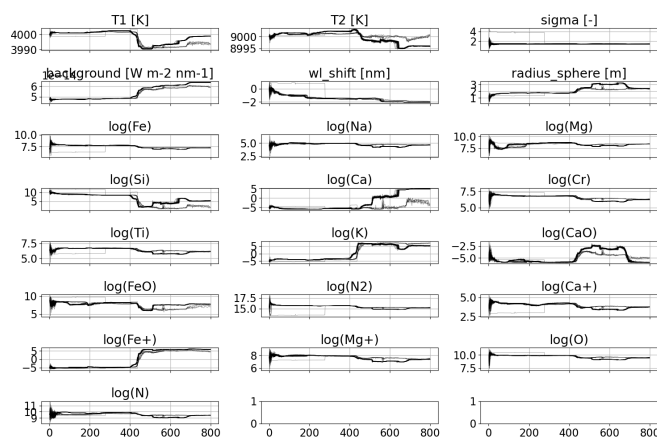 T1 [K] T2 [K] sigma [-]
4000 9000 4
3990 8995 2
1e−14 background [W m-2 nm-1] wl_shift [nm] radius_sphere [m]
6 0 3
5 −2 2
1
log(Fe) log(Na) log(Mg)
10.0 5.0 10.0
7.5 2.5 7.5
log(Si) log(Ca) log(Cr)
10 5 7.5
5 0 5.0
−5
log(Ti) log(K) log(CaO)
7.5 5 −2.5
5.0 0 −5.0
−5
log(FeO) log(N2) log(Ca+)
10 17.5 5.0
5 15.0 2.5
log(Fe+) log(Mg+) log(O)
5 8 10.0
0 6 7.5
−5
log(N)
11 1 1
10
9 0 0
0 200 400 600 800 0 200 400 600 800 0 200 400 600 800